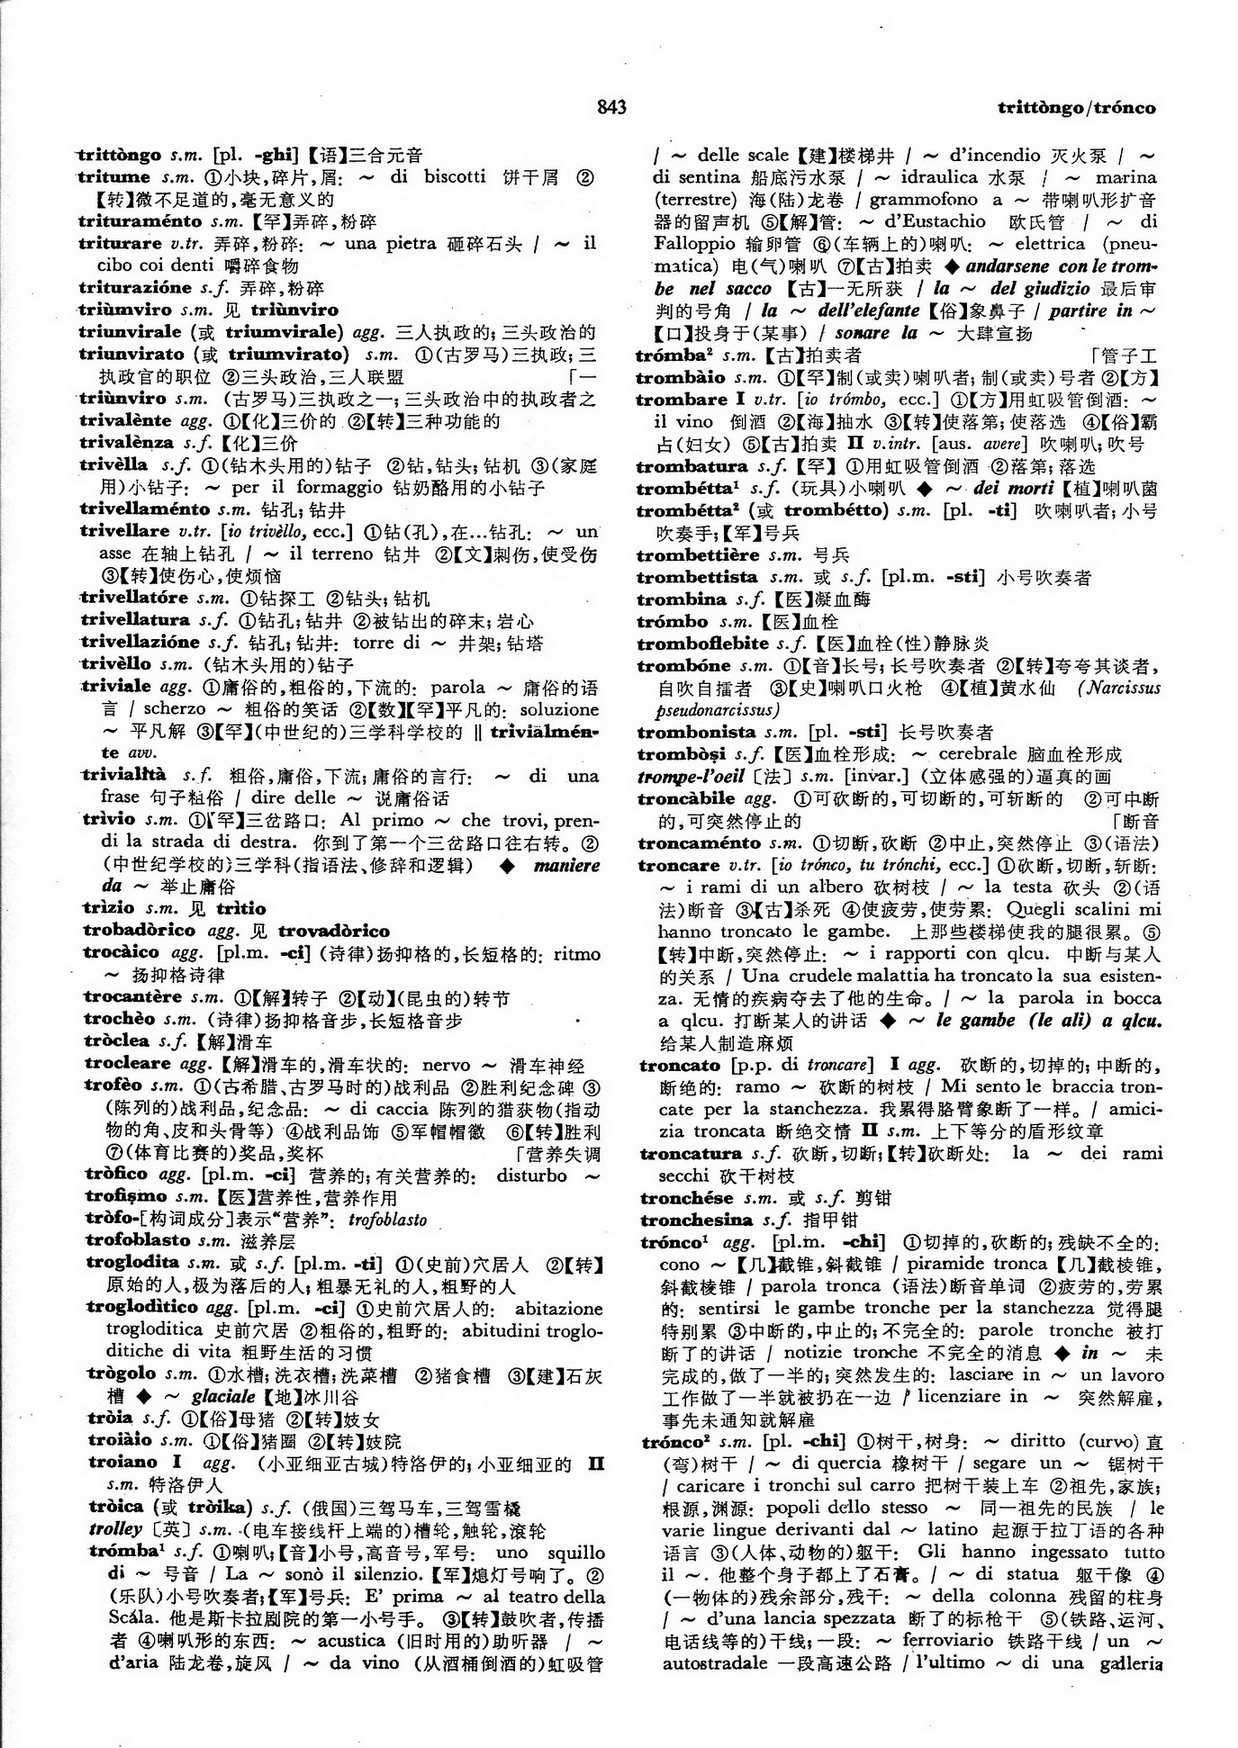 843
trittòngo/trónco
trittòngo s.m. [pl. -ghi]【语】三合元音
tritume s.m. ①小块,碎片,屑: ~ di biscotti 饼干屑 ②
【转】微不足道的,毫无意义的
trituraménto s.m.【罕】弄碎,粉碎
triturare v.tr. 弄碎,粉碎: ~ una pietra 砸碎石头 / ~ il
cibo coi denti 嚼碎食物
triturazióne s.f. 弄碎,粉碎
triùmviro s.m. 见 triùnviro
triunvirale (或 triumvirale) agg. 三人执政的; 三头政治的
triunvirato (或 triumvirato) s.m. ①(古罗马)三执政; 三
执政官的职位 ②三头政治,三人联盟 「一
triùnviro s.m. (古罗马)三执政之一; 三头政治中的执政者之
trivalènte agg. ①【化】三价的 ②【转】三种功能的
trivalènza s.f.【化】三价
trivèlla s.f. ①(钻木头用的)钻子 ②钻,钻头; 钻机 ③(家庭
用)小钻子: ~ per il formaggio 钻奶酪用的小钻子
trivellaménto s.m. 钻孔; 钻井
trivellare v.tr. [io trivèllo, ecc.] ①钻(孔),在…钻孔: ~ un
asse 在轴上钻孔 / ~ il terreno 钻井 ②【文】刺伤,使受伤
③【转】使伤心,使烦恼
trivellatóre s.m. ①钻探工 ②钻头; 钻机
trivellatura s.f. ①钻孔; 钻井 ②被钻出的碎末; 岩心
trivellazióne s.f. 钻孔; 钻井: torre di ~ 井架; 钻塔
trivèllo s.m. (钻木头用的)钻子
triviale agg. ①庸俗的,粗俗的,下流的: parola ~ 庸俗的语
言 / scherzo ~ 粗俗的笑话 ②【数】【罕】平凡的: soluzione
~ 平凡解 ③【罕】(中世纪的)三学科学校的 ‖ trivialmén-
te avv.
trivialità s.f. 粗俗,庸俗,下流; 庸俗的言行: ~ di una
frase 句子粗俗 / dire delle ~ 说庸俗话
trìvio s.m. ①【罕】三岔路口: Al primo ~ che trovi, pren-
di la strada di destra. 你到了第一个三岔路口往右转。②
(中世纪学校的)三学科(指语法、修辞和逻辑) ◆ maniere
da ~ 举止庸俗
trìzio s.m. 见 trìtio
trobadòrico agg. 见 trovadòrico
trocàico agg. [pl.m. -ci] (诗律)扬抑格的,长短格的: ritmo
~ 扬抑格诗律
trocantère s.m. ①【解】转子 ②【动】(昆虫的)转节
trochèo s.m. (诗律)扬抑格音步,长短格音步
tròclea s.f.【解】滑车
trocleare agg.【解】滑车的,滑车状的: nervo ~ 滑车神经
trofèo s.m. ①(古希腊、古罗马时的)战利品 ②胜利纪念碑 ③
(陈列的)战利品,纪念品: ~ di caccia 陈列的猎获物(指动
物的角、皮和头骨等) ④战利品饰 ⑤军帽帽徽 ⑥【转】胜利
⑦(体育比赛的)奖品,奖杯 「营养失调
tròfico agg. [pl.m. -ci] 营养的; 有关营养的: disturbo ~
trofismo s.m.【医】营养性,营养作用
tròfo-[构词成分]表示“营养”: trofoblasto
trofoblasto s.m. 滋养层
troglodita s.m. 或 s.f. [pl.m. -ti] ①(史前)穴居人 ②【转】
原始的人,极为落后的人; 粗暴无礼的人,粗野的人
troglodìtico agg. [pl.m. -ci] ①史前穴居人的: abitazione
trogloditica 史前穴居 ②粗俗的,粗野的: abitudini troglo-
ditiche di vita 粗野生活的习惯
trògolo s.m. ①水槽; 洗衣槽; 洗菜槽 ②猪食槽 ③【建】石灰
槽 ◆ ~ glaciale【地】冰川谷
tròia s.f. ①【俗】母猪 ②【转】妓女
troiàio s.m. ①【俗】猪圈 ②【转】妓院
troiano Ⅰ agg. (小亚细亚古城)特洛伊的; 小亚细亚的 Ⅱ
s.m. 特洛伊人
tròica (或 tròika) s.f. (俄国)三驾马车,三驾雪橇
trolley〔英〕s.m. (电车接线杆上端的)槽轮,触轮,滚轮
trómba¹ s.f. ①喇叭;【音】小号,高音号,军号: uno squillo
di ~ 号音 / La ~ sonò il silenzio.【军】熄灯号响了。②
(乐队)小号吹奏者;【军】号兵: E' prima ~ al teatro della
Scála. 他是斯卡拉剧院的第一小号手。 ③【转】鼓吹者,传播
者 ④喇叭形的东西: ~ acustica (旧时用的)助听器 / ~
d'aria 陆龙卷,旋风 / ~ da vino (从酒桶倒酒的)虹吸管
/ ~ delle scale【建】楼梯井 / ~ d'incendio 灭火泵 / ~
di sentina 船底污水泵 / ~ idraulica 水泵 / ~ marina
(terrestre) 海(陆)龙卷 / grammofono a ~ 带喇叭形扩音
器的留声机 ⑤【解】管: ~ d'Eustachio 欧氏管 / ~ di
Falloppio 输卵管 ⑥(车辆上的)喇叭: ~ elettrica (pneu-
matica) 电(气)喇叭 ⑦【古】拍卖 ◆ andarsene con le trom-
be nel sacco【古】一无所获 / la ~ del giudizio 最后审
判的号角 / la ~ dell'elefante【俗】象鼻子 / partire in ~
【口】投身于(某事) / sonare la ~ 大肆宣扬
trómba² s.m.【古】拍卖者 「管子工
trombàio s.m. ①【罕】制(或卖)喇叭者; 制(或卖)号者 ②【方】
trombare Ⅰ v.tr. [io trómbo, ecc.] ①【方】用虹吸管倒酒: ~
il vino 倒酒 ②【海】抽水 ③【转】使落第; 使落选 ④【俗】霸
占(妇女) ⑤【古】拍卖 Ⅱ v.intr. [aus. avere] 吹喇叭; 吹号
trombatura s.f.【罕】①用虹吸管倒酒 ②落第; 落选
trombétta¹ s.f. (玩具)小喇叭 ◆ ~ dei morti【植】喇叭菌
trombétta² (或 trombétto) s.m. [pl. -ti] 吹喇叭者; 小号
吹奏手;【军】号兵
trombettière s.m. 号兵
trombettista s.m. 或 s.f. [pl.m. -sti] 小号吹奏者
trombina s.f.【医】凝血酶
trómbo s.m.【医】血栓
tromboflebite s.f.【医】血栓(性)静脉炎
trombóne s.m. ①【音】长号; 长号吹奏者 ②【转】夸夸其谈者,
自吹自擂者 ③【史】喇叭口火枪 ④【植】黄水仙 (Narcissus
pseudonarcissus)
trombonista s.m. [pl. -sti] 长号吹奏者
trombòsi s.f.【医】血栓形成: ~ cerebrale 脑血栓形成
trompe-l'oeil〔法〕s.m. [invar.] (立体感强的)逼真的画
troncàbile agg. ①可砍断的,可切断的,可斩断的 ②可中断
的,可突然停止的 「断音
troncaménto s.m. ①切断,砍断 ②中止,突然停止 ③(语法)
troncare v.tr. [io trónco, tu trónchi, ecc.] ①砍断,切断,斩断:
~ i rami di un albero 砍树枝 / ~ la testa 砍头 ②(语
法)断音 ③【古】杀死 ④使疲劳,使劳累: Quegli scalini mi
hanno troncato le gambe. 上那些楼梯使我的腿很累。⑤
【转】中断,突然停止: ~ i rapporti con qlcu. 中断与某人
的关系 / Una crudele malattia ha troncato la sua esisten-
za. 无情的疾病夺去了他的生命。/ ~ la parola in bocca
a qlcu. 打断某人的讲话 ◆ ~ le gambe (le ali) a qlcu.
给某人制造麻烦
troncato [p.p. di troncare] Ⅰ agg. 砍断的,切掉的; 中断的,
断绝的: ramo ~ 砍断的树枝 / Mi sento le braccia tron-
cate per la stanchezza. 我累得胳臂象断了一样。/ amici-
zia troncata 断绝交情 Ⅱ s.m. 上下等分的盾形纹章
troncatura s.f. 砍断,切断;【转】砍断处: la ~ dei rami
secchi 砍干树枝
tronchése s.m. 或 s.f. 剪钳
tronchesina s.f. 指甲钳
trónco¹ agg. [pl.m. -chi] ①切掉的,砍断的; 残缺不全的:
cono ~【几】截锥,斜截锥 / piramide tronca【几】截棱锥,
斜截棱锥 / parola tronca (语法)断音单词 ②疲劳的,劳累
的: sentirsi le gambe tronche per la stanchezza 觉得腿
特别累 ③中断的,中止的; 不完全的: parole tronche 被打
断了的讲话 / notizie tronche 不完全的消息 ◆ in ~ 未
完成的,做了一半的; 突然发生的: lasciare in ~ un lavoro
工作做了一半就被扔在一边 / licenziare in ~ 突然解雇,
事先未通知就解雇
trónco² s.m. [pl. -chi] ①树干,树身: ~ diritto (curvo) 直
(弯)树干 / ~ di quercia 橡树干 / segare un ~ 锯树干
/ caricare i tronchi sul carro 把树干装上车 ②祖先,家族;
根源,渊源: popoli dello stesso ~ 同一祖先的民族 / le
varie lingue derivanti dal ~ latino 起源于拉丁语的各种
语言 ③(人体、动物的)躯干: Gli hanno ingessato tutto
il ~. 他整个身子都上了石膏。/ ~ di statua 躯干像 ④
(一物体的)残余部分,残干: ~ della colonna 残留的柱身
/ ~ d'una lancia spezzata 断了的标枪干 ⑤(铁路、运河、
电话线等的)干线; 一段: ~ ferroviario 铁路干线 / un ~
autostradale 一段高速公路 / l'ultimo ~ di una galleria